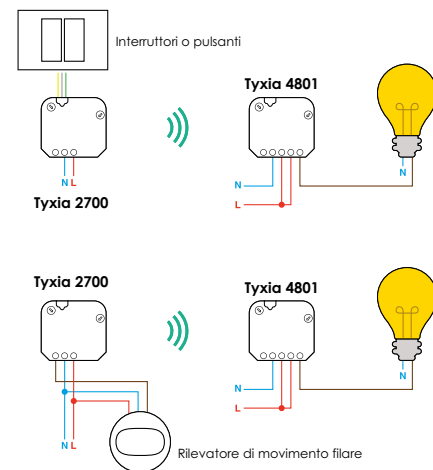 Interruttori o pulsanti
Tyxia 4801
N
L
N
N L
Tyxia 2700
Tyxia 2700
Tyxia 4801
N
L
N
N L
Rilevatore di movimento filare